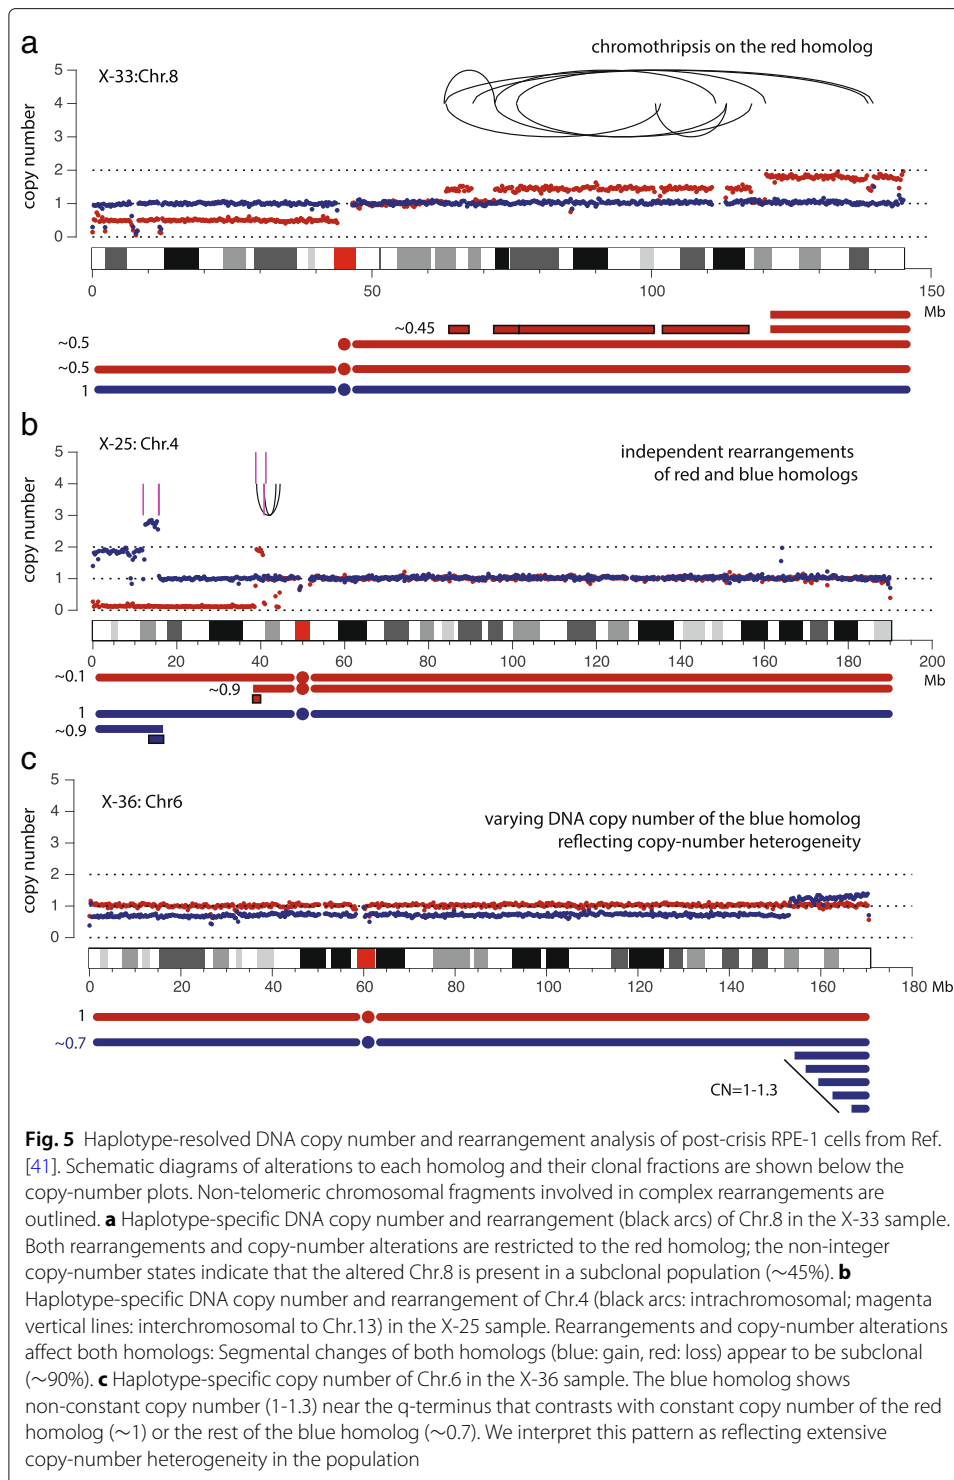 a
chromothripsis on the red homolog
X-33:Chr.8
copy number
5
4
3
2
1
0
0 50 100 150
Mb
~0.45
~0.5
~0.5
1
b
X-25: Chr.4
independent rearrangements
of red and blue homologs
copy number
5
4
3
2
1
0
0 20 40 60 80 100 120 140 160 180 200
Mb
~0.1
~0.9
1
~0.9
c
X-36: Chr6
varying DNA copy number of the blue homolog
reflecting copy-number heterogeneity
copy number
5
4
3
2
1
0
0 20 40 60 80 100 120 140 160 180 Mb
1
~0.7
CN=1-1.3
Fig. 5 Haplotype-resolved DNA copy number and rearrangement analysis of post-crisis RPE-1 cells from Ref.
[41]. Schematic diagrams of alterations to each homolog and their clonal fractions are shown below the
copy-number plots. Non-telomeric chromosomal fragments involved in complex rearrangements are
outlined. a Haplotype-specific DNA copy number and rearrangement (black arcs) of Chr.8 in the X-33 sample.
Both rearrangements and copy-number alterations are restricted to the red homolog; the non-integer
copy-number states indicate that the altered Chr.8 is present in a subclonal population (∼45%). b
Haplotype-specific DNA copy number and rearrangement of Chr.4 (black arcs: intrachromosomal; magenta
vertical lines: interchromosomal to Chr.13) in the X-25 sample. Rearrangements and copy-number alterations
affect both homologs: Segmental changes of both homologs (blue: gain, red: loss) appear to be subclonal
(∼90%). c Haplotype-specific copy number of Chr.6 in the X-36 sample. The blue homolog shows
non-constant copy number (1-1.3) near the q-terminus that contrasts with constant copy number of the red
homolog (∼1) or the rest of the blue homolog (∼0.7). We interpret this pattern as reflecting extensive
copy-number heterogeneity in the population